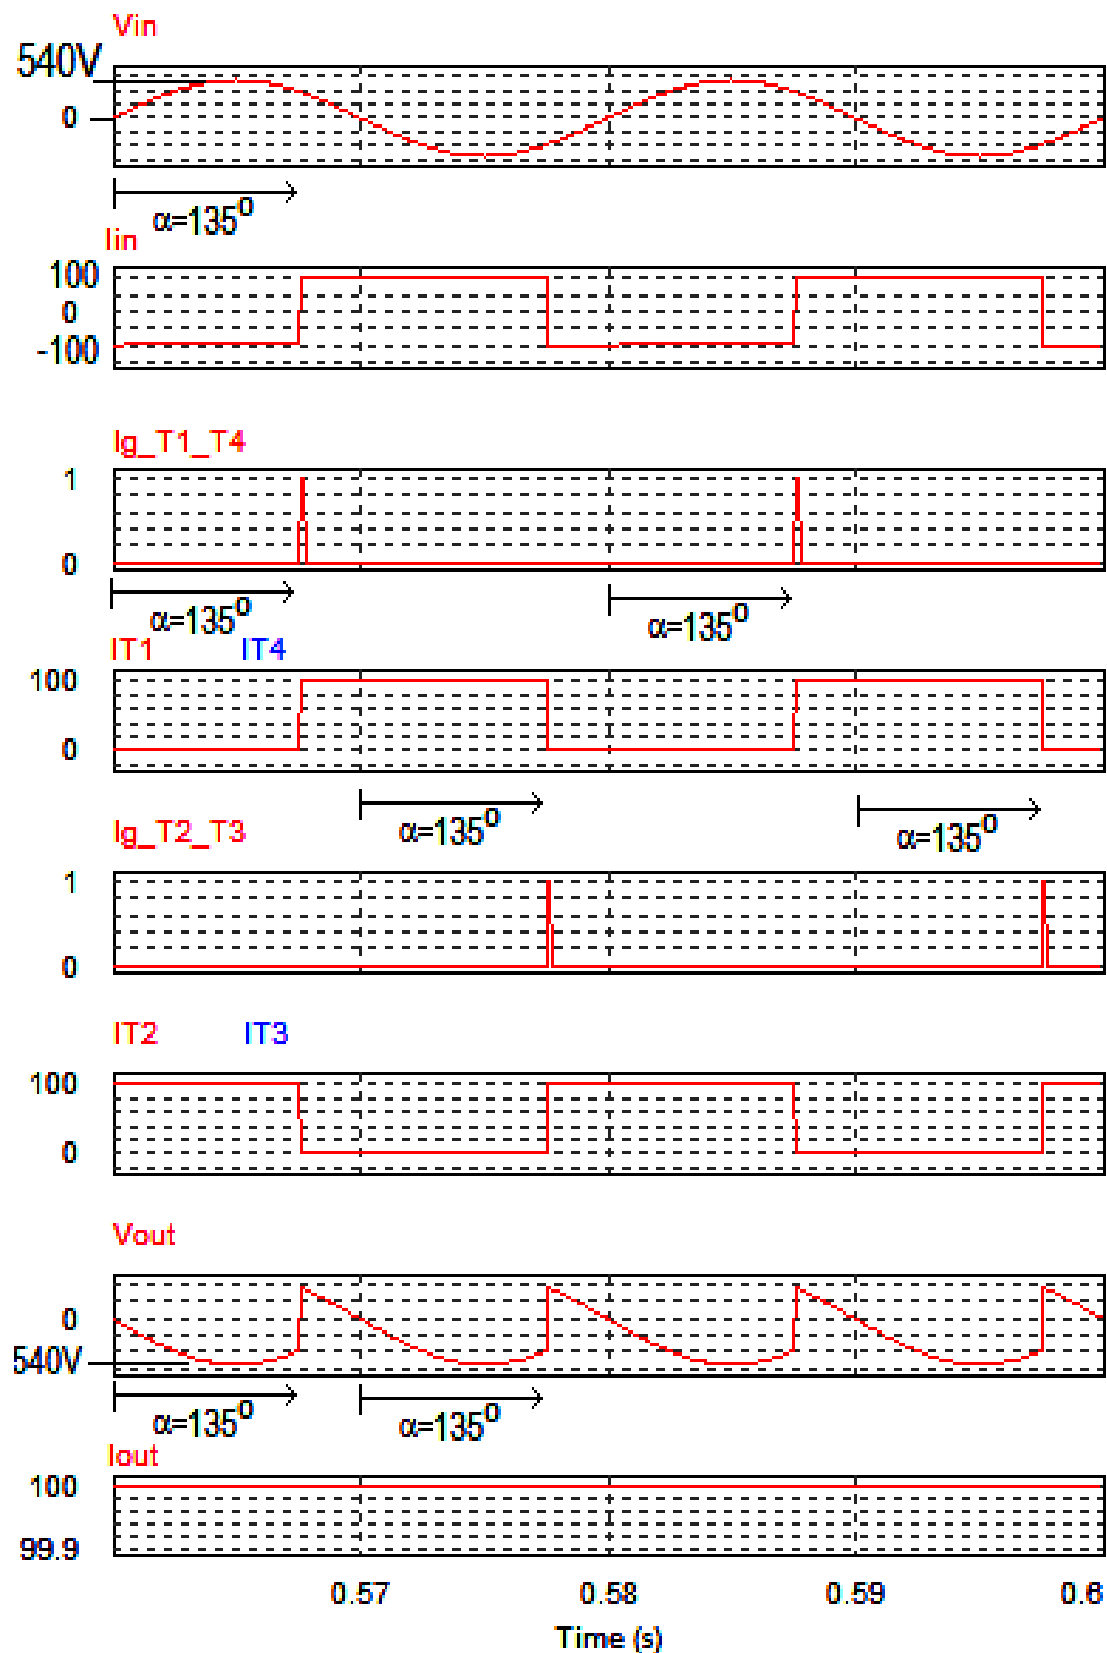 Vin
540V
0
α=135⁰
Iin
100
0
-100
Ig_T1_T4
1
0
α=135⁰ α=135⁰
IT1 IT4
100
0
α=135⁰ α=135⁰
Ig_T2_T3
1
0
IT2 IT3
100
0
Vout
0
540V
α=135⁰ α=135⁰
Iout
100
99.9
0.57 0.58 0.59 0.6
Time (s)